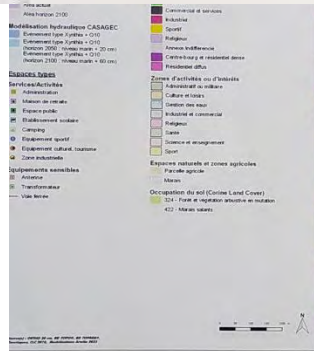 Aléa actuel
Aléa horizon 2100
Modélisation hydraulique CASAGEC
Evènement type Xynthia + Q10
Evènement type Xynthia + Q10
(horizon 2050 : niveau marin + 20 cm)
Evènement type Xynthia + Q10
(horizon 2100 : niveau marin + 60 cm)
Espaces types
Services/Activités
Administration
Maison de retraite
Espace public
Etablissement scolaire
Camping
Equipement sportif
Equipement culturel, tourisme
Zone industrielle
Equipements sensibles
Antenne
Transformateur
Voie ferrée
Commercial et services
Industriel
Sportif
Religieux
Annexe Indifférencié
Centre-bourg et résidentiel dense
Résidentiel diffus
Zones d'activités ou d'intérêts
Administratif ou militaire
Culture et loisirs
Gestion des eaux
Industriel et commercial
Religieux
Santé
Science et enseignement
Sport
Espaces naturels et zones agricoles
Parcelle agricole
Marais
Occupation du sol (Corine Land Cover)
324 - Forêt et végétation arbustive en mutation
422 - Marais salants
N